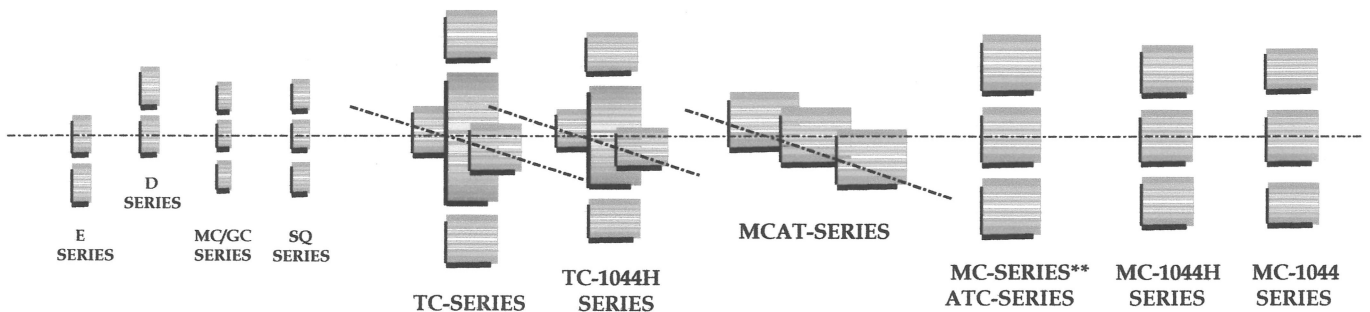 E
SERIES
D
SERIES
MC/GC
SERIES
SQ
SERIES
TC-SERIES
TC-1044H
SERIES
MCAT-SERIES
MC-SERIES**
ATC-SERIES
MC-1044H
SERIES
MC-1044
SERIES